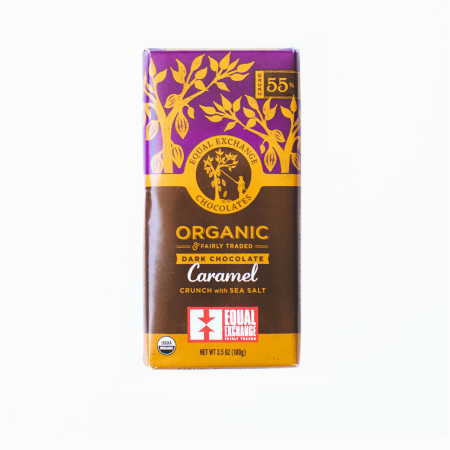 CACAO 55%
EQUAL EXCHANGE
CHOCOLATES
ORGANIC
& FAIRLY TRADED
DARK CHOCOLATE
Caramel
CRUNCH with SEA SALT
EQUAL
EXCHANGE
FAIRLY TRADED
USDA
ORGANIC
NET WT 3.5 OZ (100g)